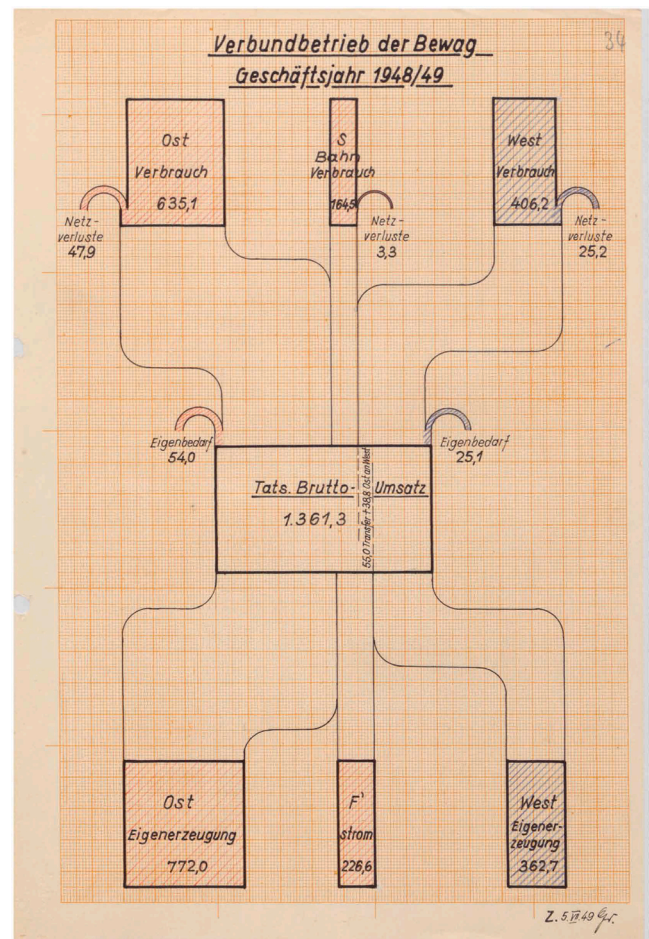 34
Verbundbetrieb der Bewag
Geschäftsjahr 1948/49
Ost
Verbrauch
635,1
S
Bahn
Verbrauch
164,5
West
Verbrauch
406,2
Netz-
verluste
47,9
Netz-
verluste
3,3
Netz-
verluste
25,2
Eigenbedarf
54,0
Eigenbedarf
25,1
Tats. Brutto-Umsatz
1.361,3
55,0 Transfer + 38,8 Ost an West
Ost
Eigenerzeugung
772,0
F'
strom
226,6
West
Eigener-
zeugung
362,7
Z. 5.VII.49